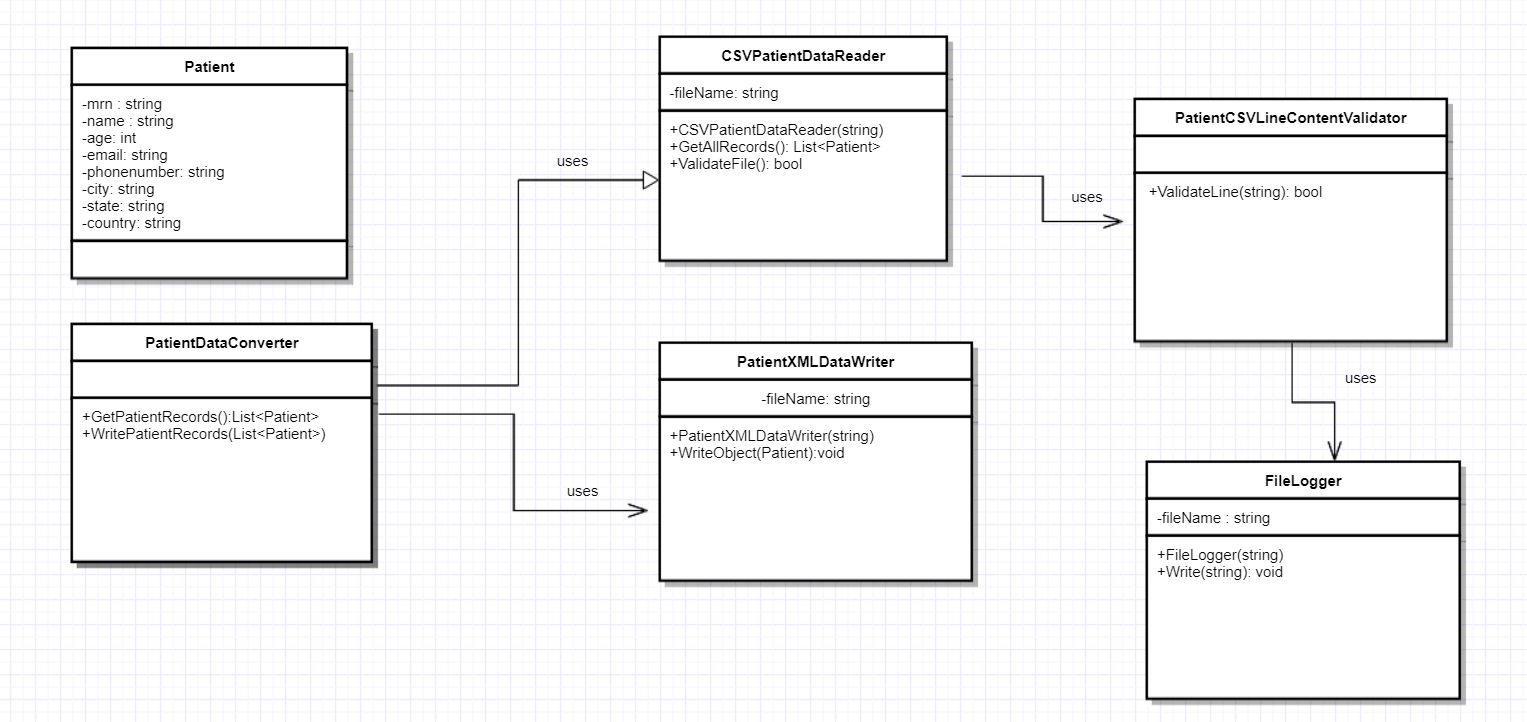 Patient
-mrn : string
-name : string
-age: int
-email: string
-phonenumber: string
-city: string
-state: string
-country: string
CSVPatientDataReader
-fileName: string
+CSVPatientDataReader(string)
+GetAllRecords(): List<Patient>
+ValidateFile(): bool
PatientCSVLineContentValidator
+ValidateLine(string): bool
uses
uses
PatientDataConverter
+GetPatientRecords():List<Patient>
+WritePatientRecords(List<Patient>)
PatientXMLDataWriter
-fileName: string
+PatientXMLDataWriter(string)
+WriteObject(Patient):void
uses
uses
FileLogger
-fileName : string
+FileLogger(string)
+Write(string): void